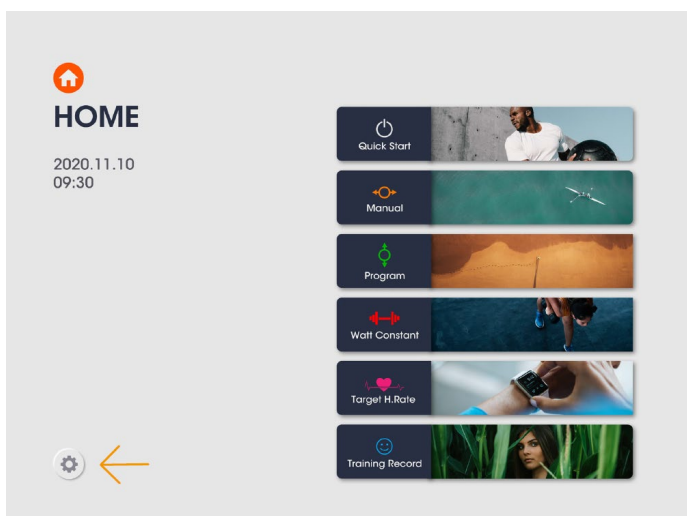 HOME
2020.11.10
09:30
Quick Start
Manual
Program
Watt Constant
Target H.Rate
Training Record